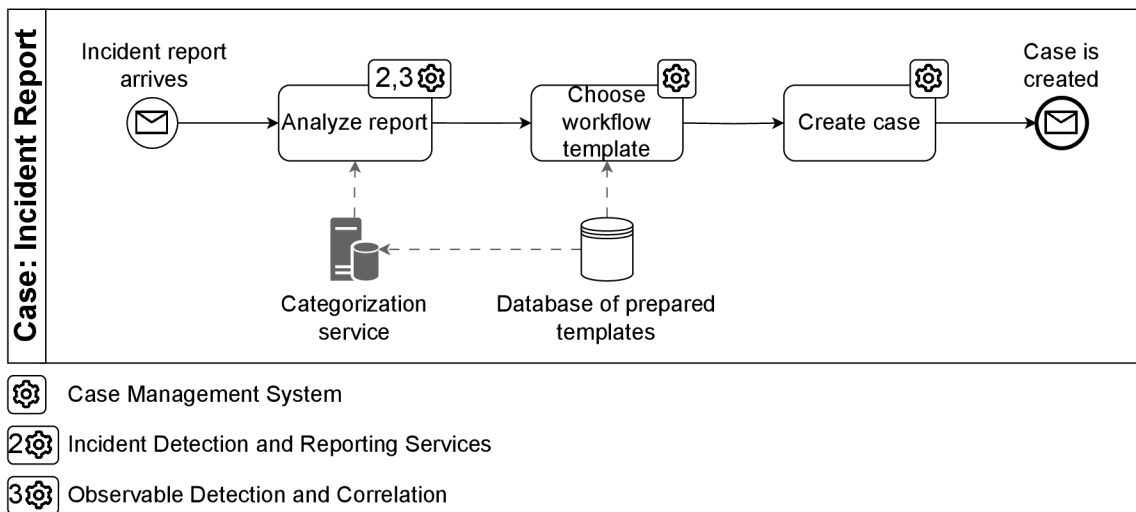 Case: Incident Report
Incident report
arrives
2,3
Analyze report
Choose
workflow
template
Create case
Case is
created
Categorization
service
Database of prepared
templates
Case Management System
2
Incident Detection and Reporting Services
3
Observable Detection and Correlation